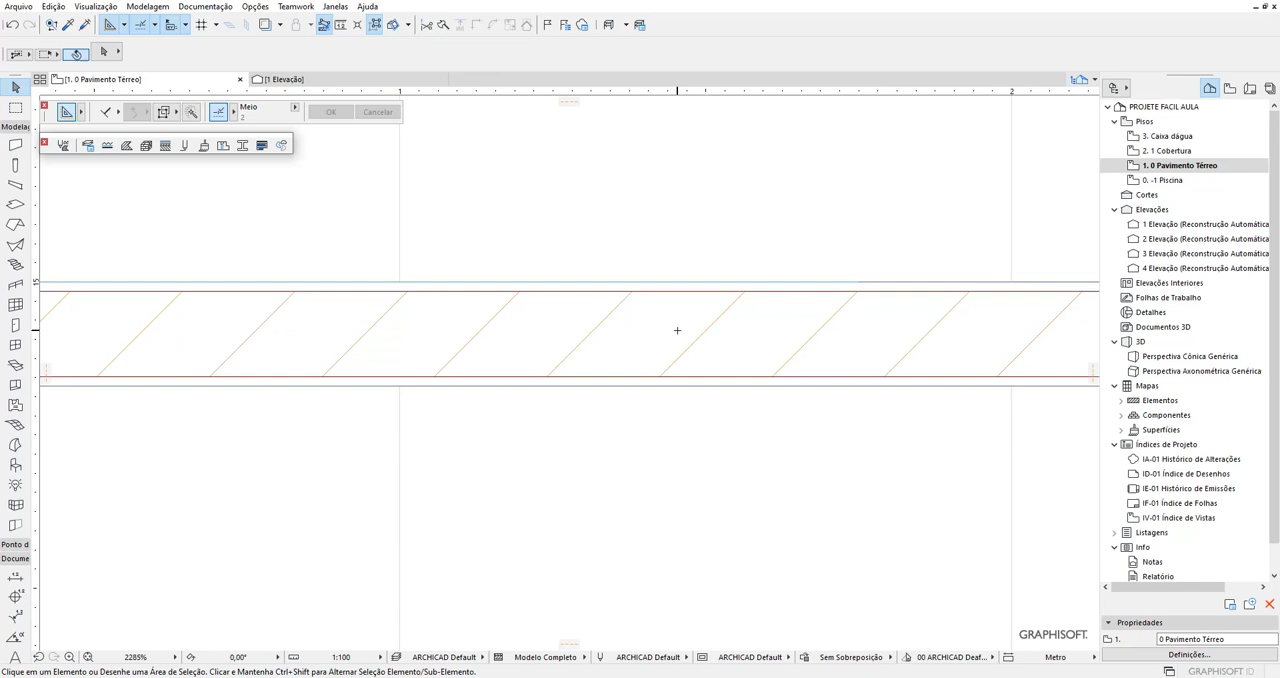 Arquivo Edição Visualização Modelagem Documentação Opções Teamwork Janelas Ajuda
[1. 0 Pavimento Térreo]
[1 Elevação]
1
2
Meio
2
OK
Cancelar
Modelag
15
PROJETE FACIL AULA
Pisos
3. Caixa dágua
2. 1 Cobertura
1. 0 Pavimento Térreo
0. -1 Piscina
Cortes
Elevações
1 Elevação (Reconstrução Automática
2 Elevação (Reconstrução Automática
3 Elevação (Reconstrução Automática
4 Elevação (Reconstrução Automática
Elevações Interiores
Folhas de Trabalho
Detalhes
Documentos 3D
3D
Perspectiva Cónica Genérica
Perspectiva Axonométrica Genérica
Mapas
Elementos
Componentes
Superfícies
Índices de Projeto
IA-01 Histórico de Alterações
ID-01 Índice de Desenhos
IE-01 Histórico de Emissões
IF-01 Índice de Folhas
IV-01 Índice de Vistas
Listagens
Info
Notas
Relatório
Ponto d
Docume
GRAPHISOFT.
Propriedades
1.
0 Pavimento Térreo
Definições...
2285%
0,00°
1:100
ARCHICAD Default
Modelo Completo
ARCHICAD Default
ARCHICAD Default
Sem Sobreposição
00 ARCHICAD Deaf...
Metro
Clique em um Elemento ou Desenhe uma Área de Seleção. Clicar e Mantenha Ctrl+Shift para Alternar Seleção Elemento/Sub-Elemento.
GRAPHISOFT ID